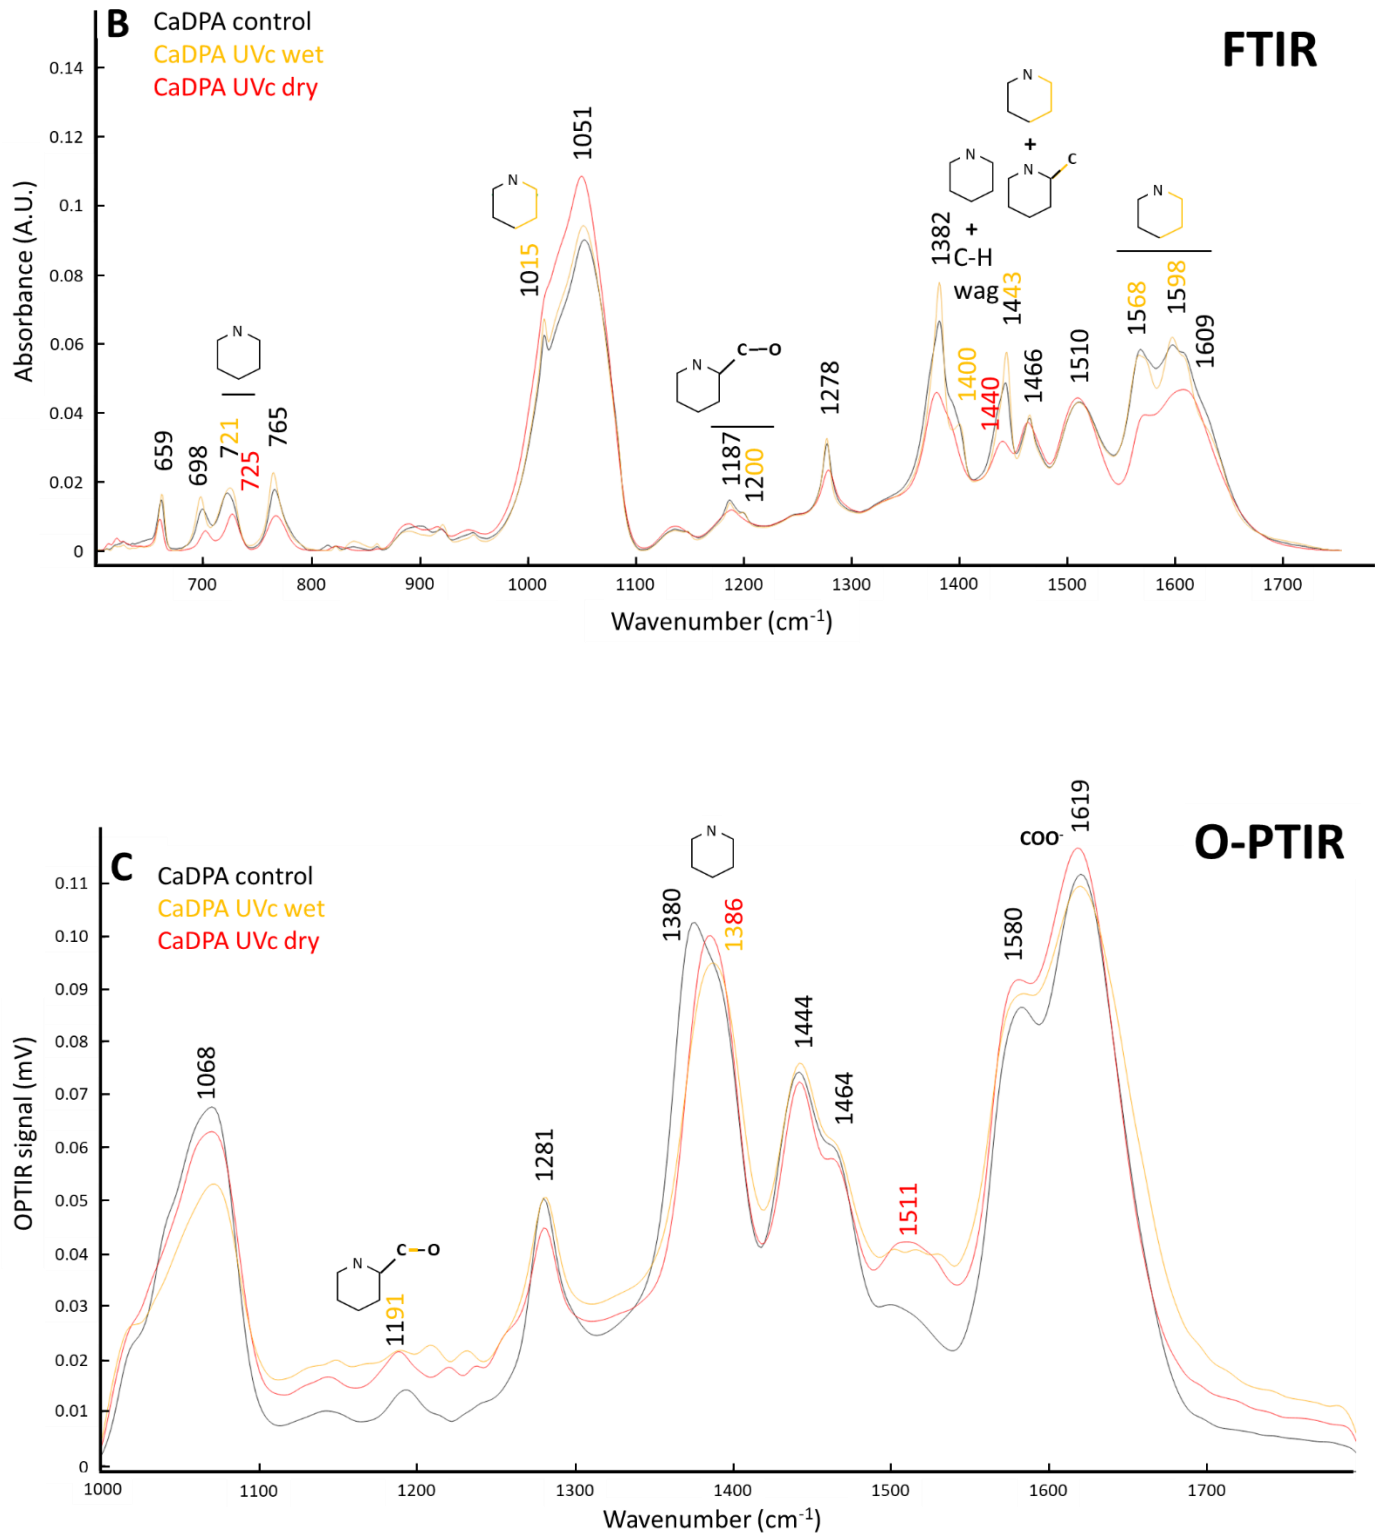 B
CaDPA control
CaDPA UVc wet
CaDPA UVc dry
FTIR
0.14
0.12
0.1
0.08
0.06
0.04
0.02
0
Absorbance (A.U.)
659
698
721
725
765
N
N
1015
1051
N
C
O
1187
1200
1278
1382
N
+
C-H
wag
N
+
N
C
1400
1440
1443
1466
1510
N
1568
1598
1609
700
800
900
1000
1100
1200
1300
1400
1500
1600
1700
Wavenumber (cm-1)
C
CaDPA control
CaDPA UVc wet
CaDPA UVc dry
O-PTIR
0.11
0.10
0.09
0.08
0.07
0.06
0.05
0.04
0.03
0.02
0.01
0
OPTIR signal (mV)
1068
N
C
O
1191
1281
N
1380
1386
1444
1464
1511
1580
COO-
1619
1000
1100
1200
1300
1400
1500
1600
1700
Wavenumber (cm-1)